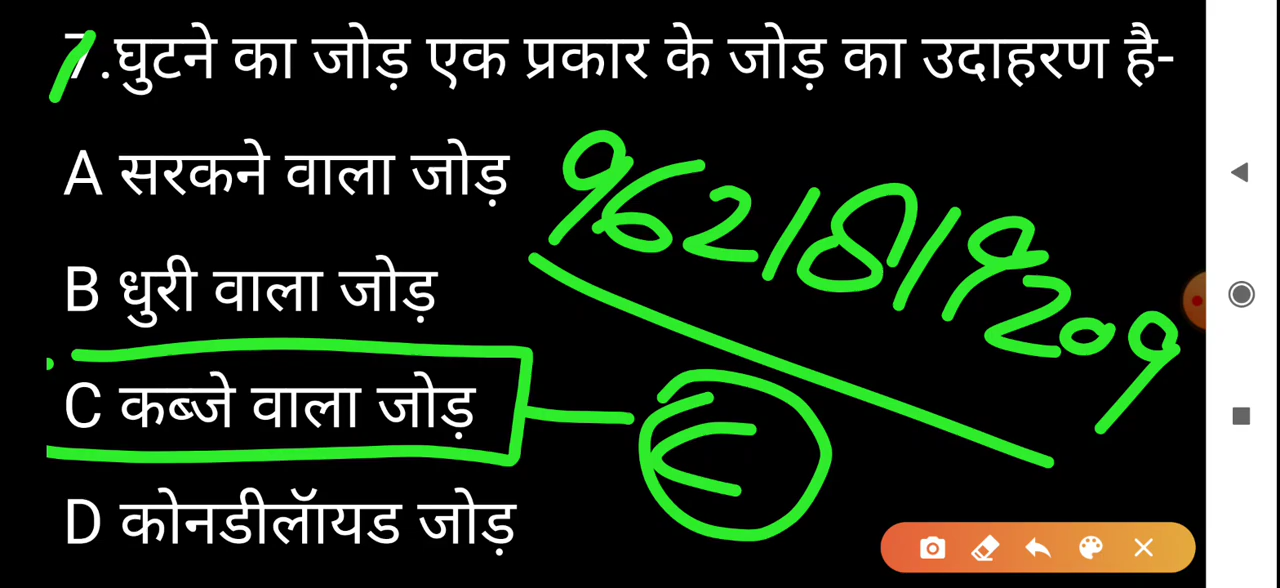 7.घुटने का जोड़ एक प्रकार के जोड़ का उदाहरण है-
A सरकने वाला जोड़
9621819209
B धुरी वाला जोड़
C कब्जे वाला जोड़
D कोनडीलॉयड जोड़